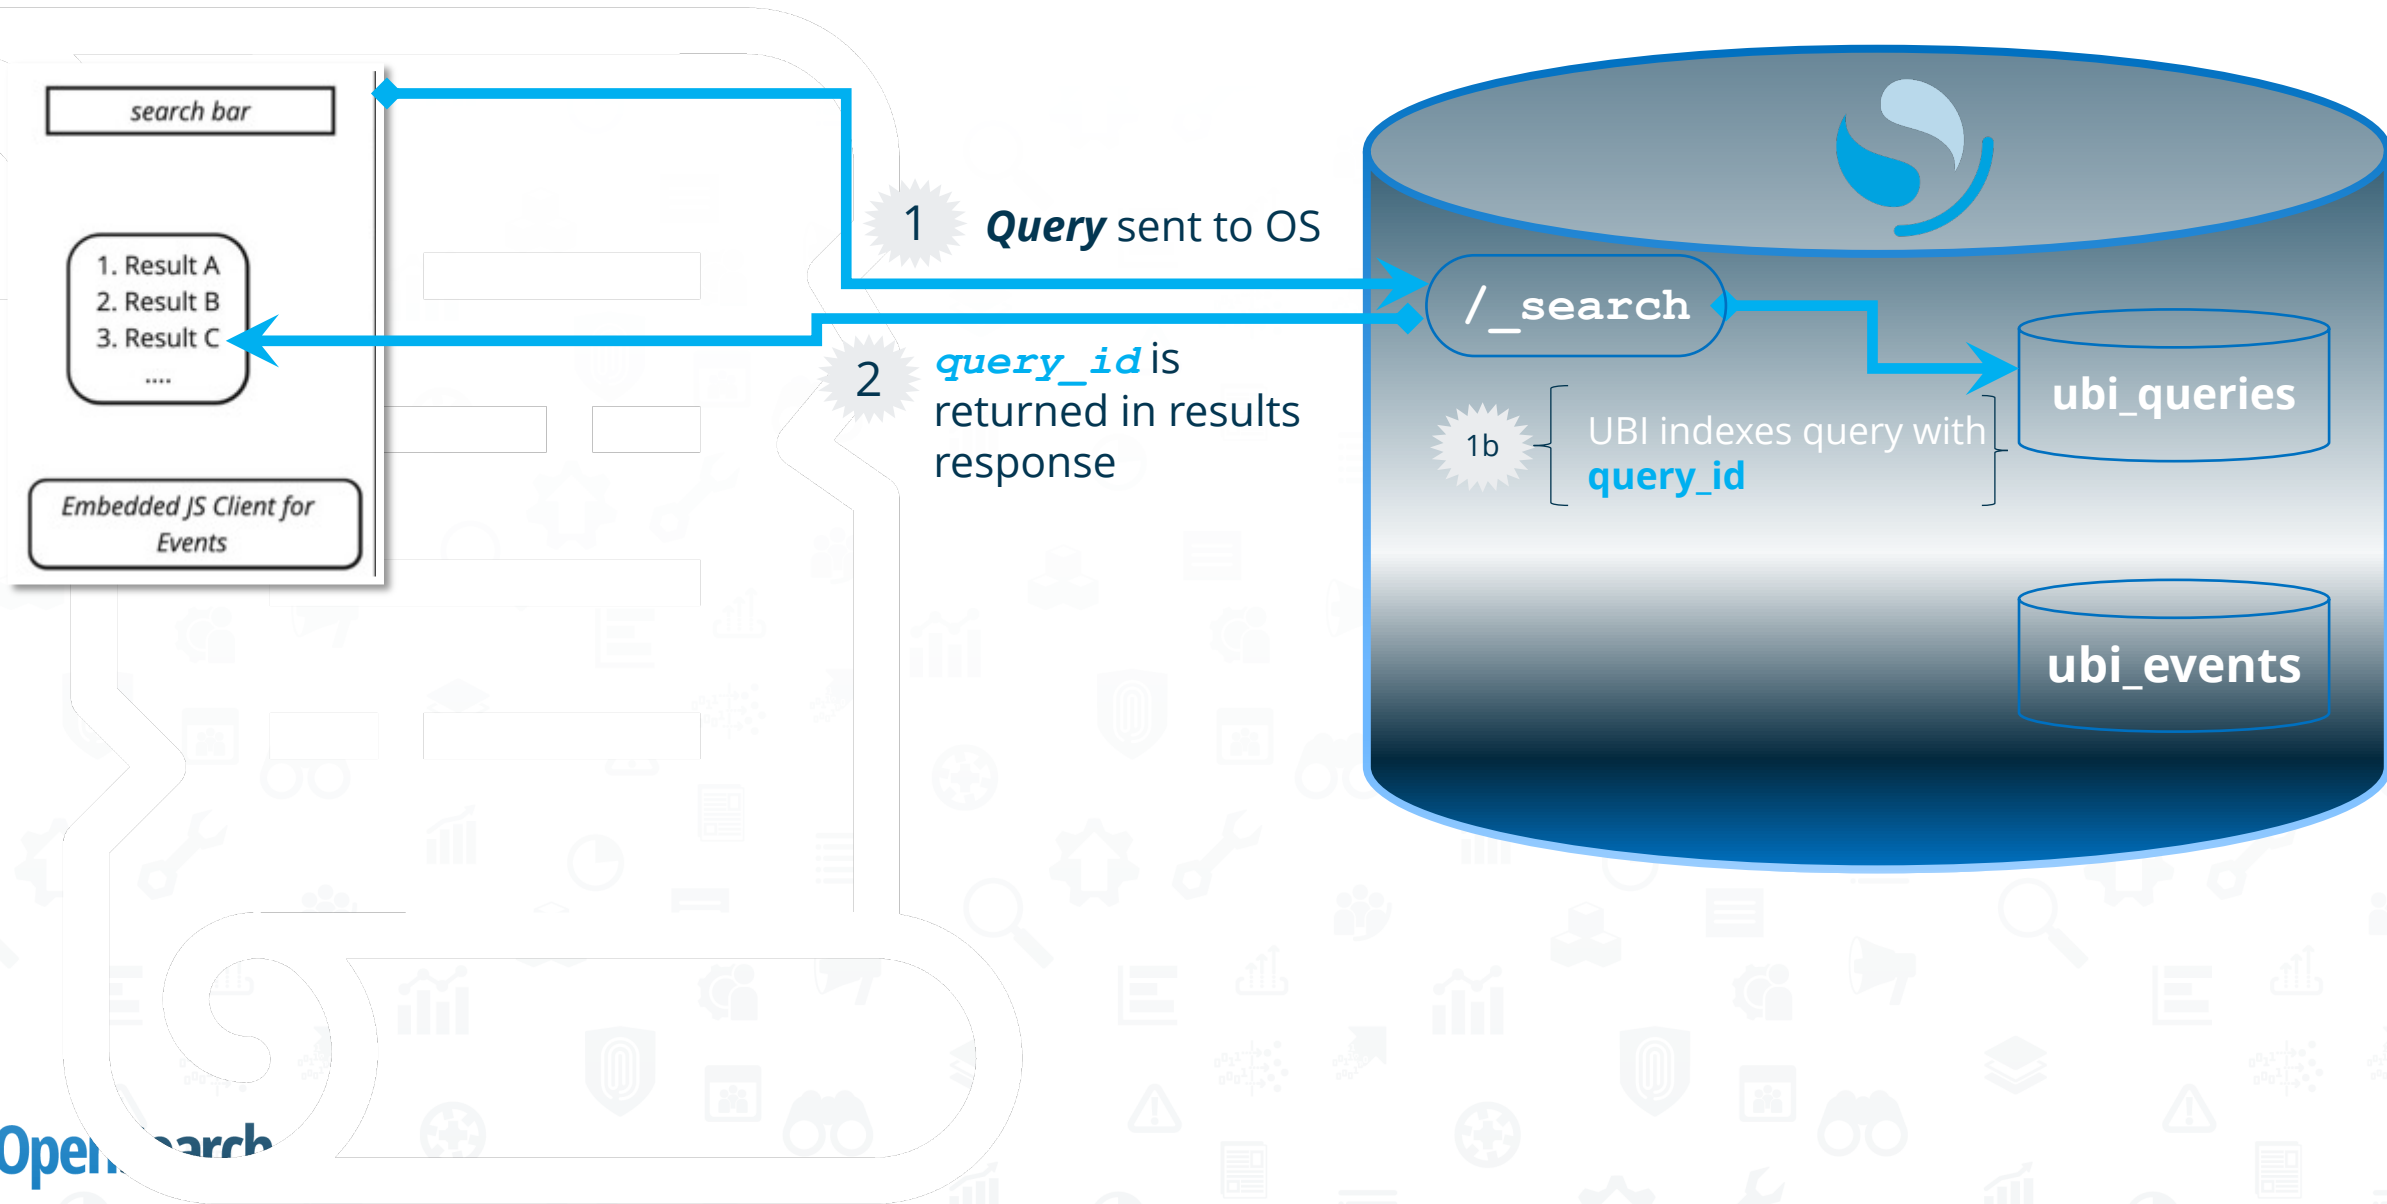 search bar
1. Result A
2. Result B
3. Result C
....
Embedded JS Client for
Events
1
Query sent to OS
2
query_id is
returned in results
response
/_search
1b
UBI indexes query with
query_id
ubi_queries
ubi_events
OpenSearch